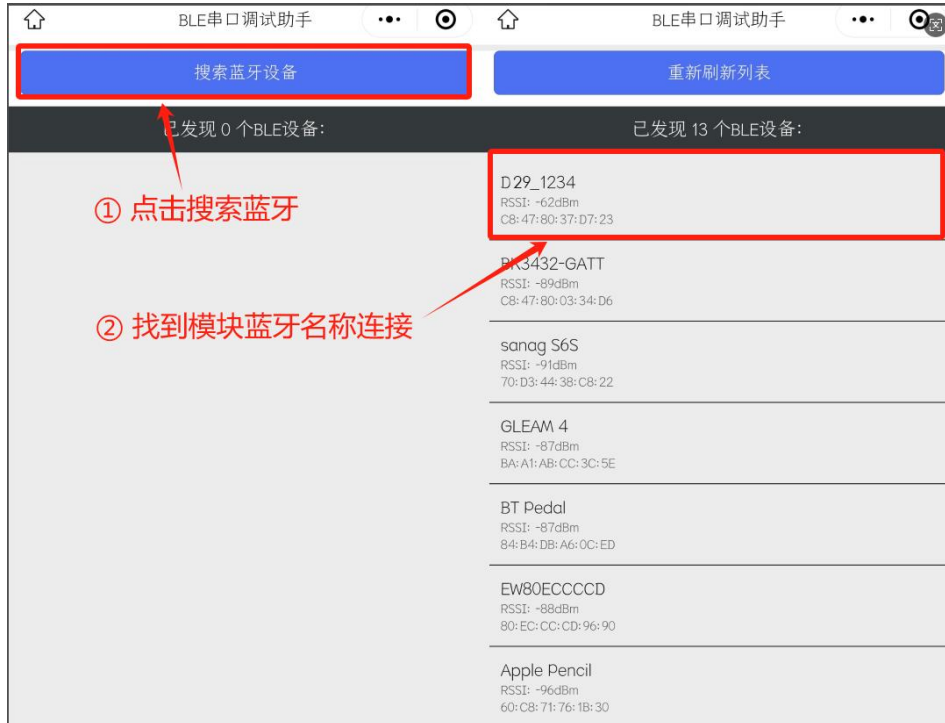 BLE串口调试助手
搜索蓝牙设备
已发现 0 个BLE设备:
① 点击搜索蓝牙
② 找到模块蓝牙名称连接
BLE串口调试助手
重新刷新列表
已发现 13 个BLE设备:
D29_1234
RSSI: -62dBm
C8:47:80:37:D7:23
BK3432-GATT
RSSI: -89dBm
C8:47:80:03:34:D6
sanag S6S
RSSI: -91dBm
70:D3:44:38:C8:22
GLEAM 4
RSSI: -87dBm
BA:A1:AB:CC:3C:5E
BT Pedal
RSSI: -87dBm
84:B4:DB:A6:0C:ED
EW80ECCCCD
RSSI: -88dBm
80:EC:CC:CD:96:90
Apple Pencil
RSSI: -96dBm
60:C8:71:76:1B:30